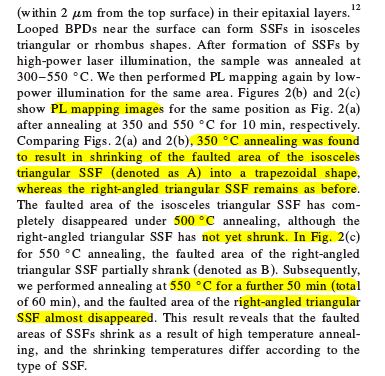 (within 2 μm from the top surface) in their epitaxial layers.¹²
Looped BPDs near the surface can form SSFs in isosceles
triangular or rhombus shapes. After formation of SSFs by
high-power laser illumination, the sample was annealed at
300−550 °C. We then performed PL mapping again by low-
power illumination for the same area. Figures 2(b) and 2(c)
show PL mapping images for the same position as Fig. 2(a)
after annealing at 350 and 550 °C for 10 min, respectively.
Comparing Figs. 2(a) and 2(b), 350 °C annealing was found
to result in shrinking of the faulted area of the isosceles
triangular SSF (denoted as A) into a trapezoidal shape,
whereas the right-angled triangular SSF remains as before.
The faulted area of the isosceles triangular SSF has com-
pletely disappeared under 500 °C annealing, although the
right-angled triangular SSF has not yet shrunk. In Fig. 2(c)
for 550 °C annealing, the faulted area of the right-angled
triangular SSF partially shrank (denoted as B). Subsequently,
we performed annealing at 550 °C for a further 50 min (total
of 60 min), and the faulted area of the right-angled triangular
SSF almost disappeared. This result reveals that the faulted
areas of SSFs shrink as a result of high temperature anneal-
ing, and the shrinking temperatures differ according to the
type of SSF.